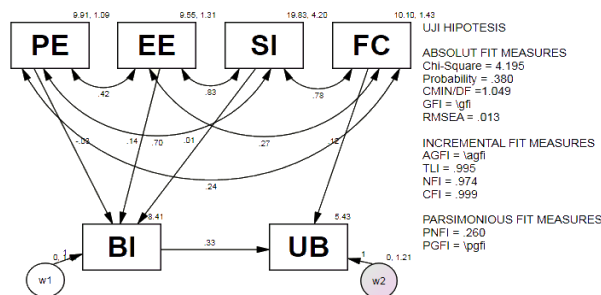 9.91, 1.09
9.55, 1.31
19.83, 4.20
10.10, 1.43
PE
EE
SI
FC
.42
.83
.78
-.03
.14
.70
.01
.27
.12
.24
8.41
5.43
BI
.33
UB
1
w1
1
0, 1.21
w2
UJI HIPOTESIS
ABSOLUT FIT MEASURES
Chi-Square = 4.195
Probability = .380
CMIN/DF =1.049
GFI = \gfi
RMSEA = .013
INCREMENTAL FIT MEASURES
AGFI = \agfi
TLI = .995
NFI = .974
CFI = .999
PARSIMONIOUS FIT MEASURES
PNFI = .260
PGFI = \pgfi